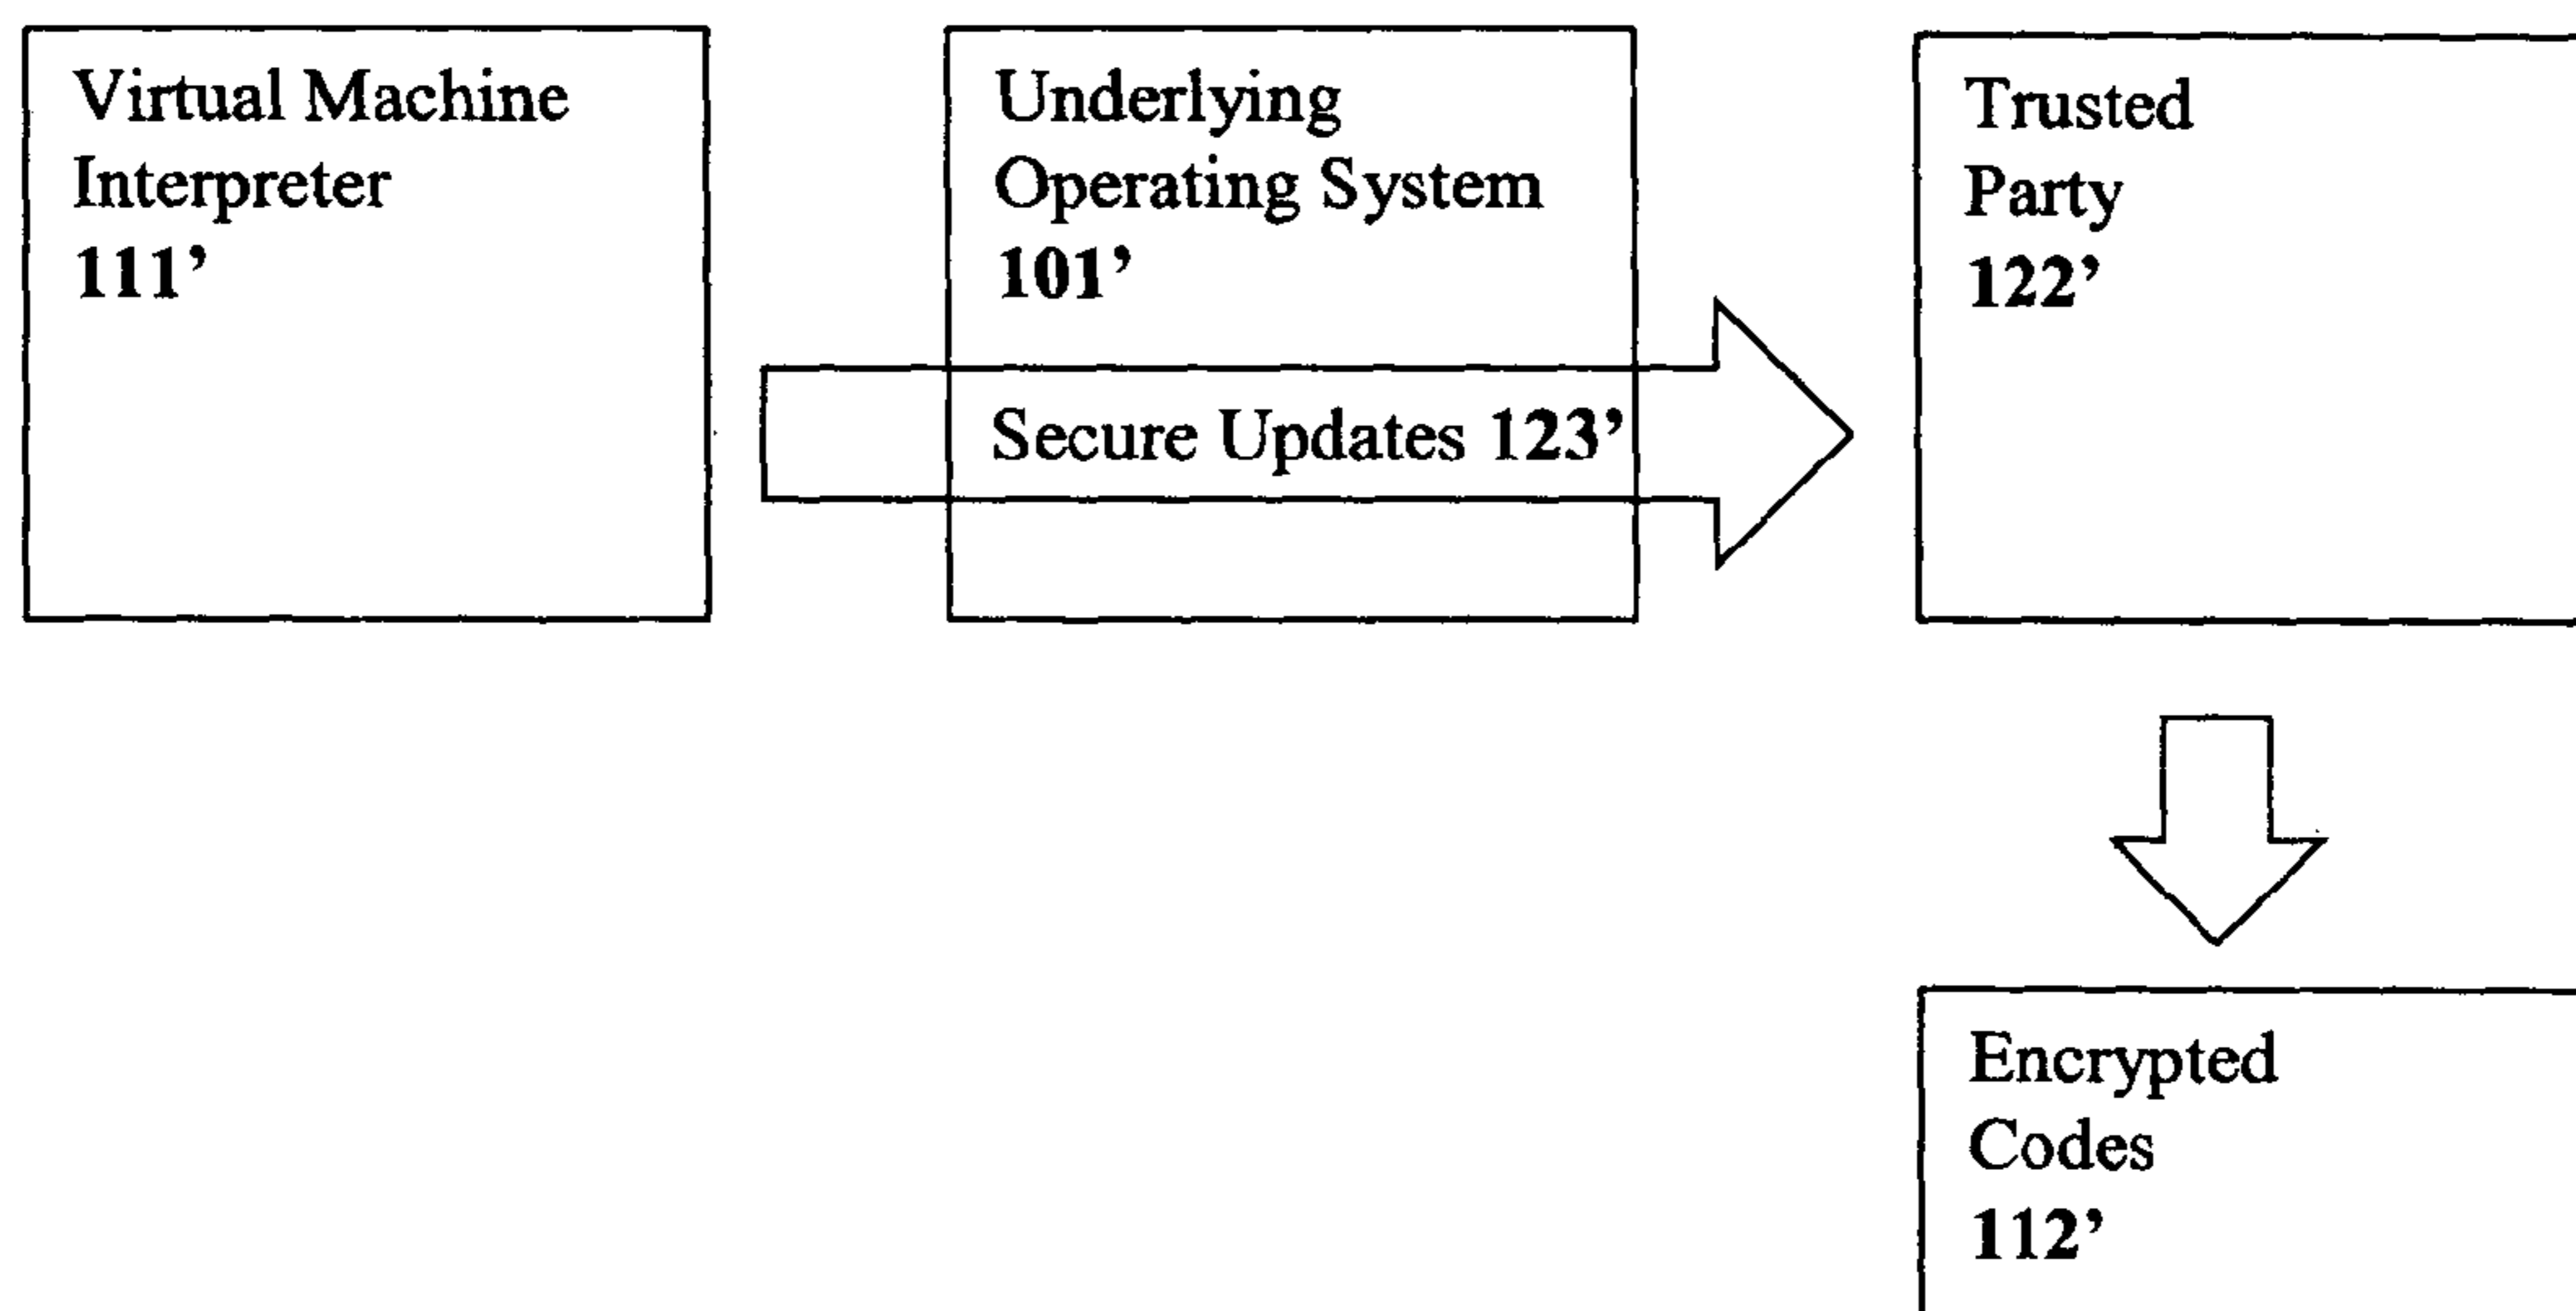 Virtual Machine
Interpreter
111’
Underlying
Operating System
101’
Secure Updates 123’
Trusted
Party
122’
Encrypted
Codes
112’